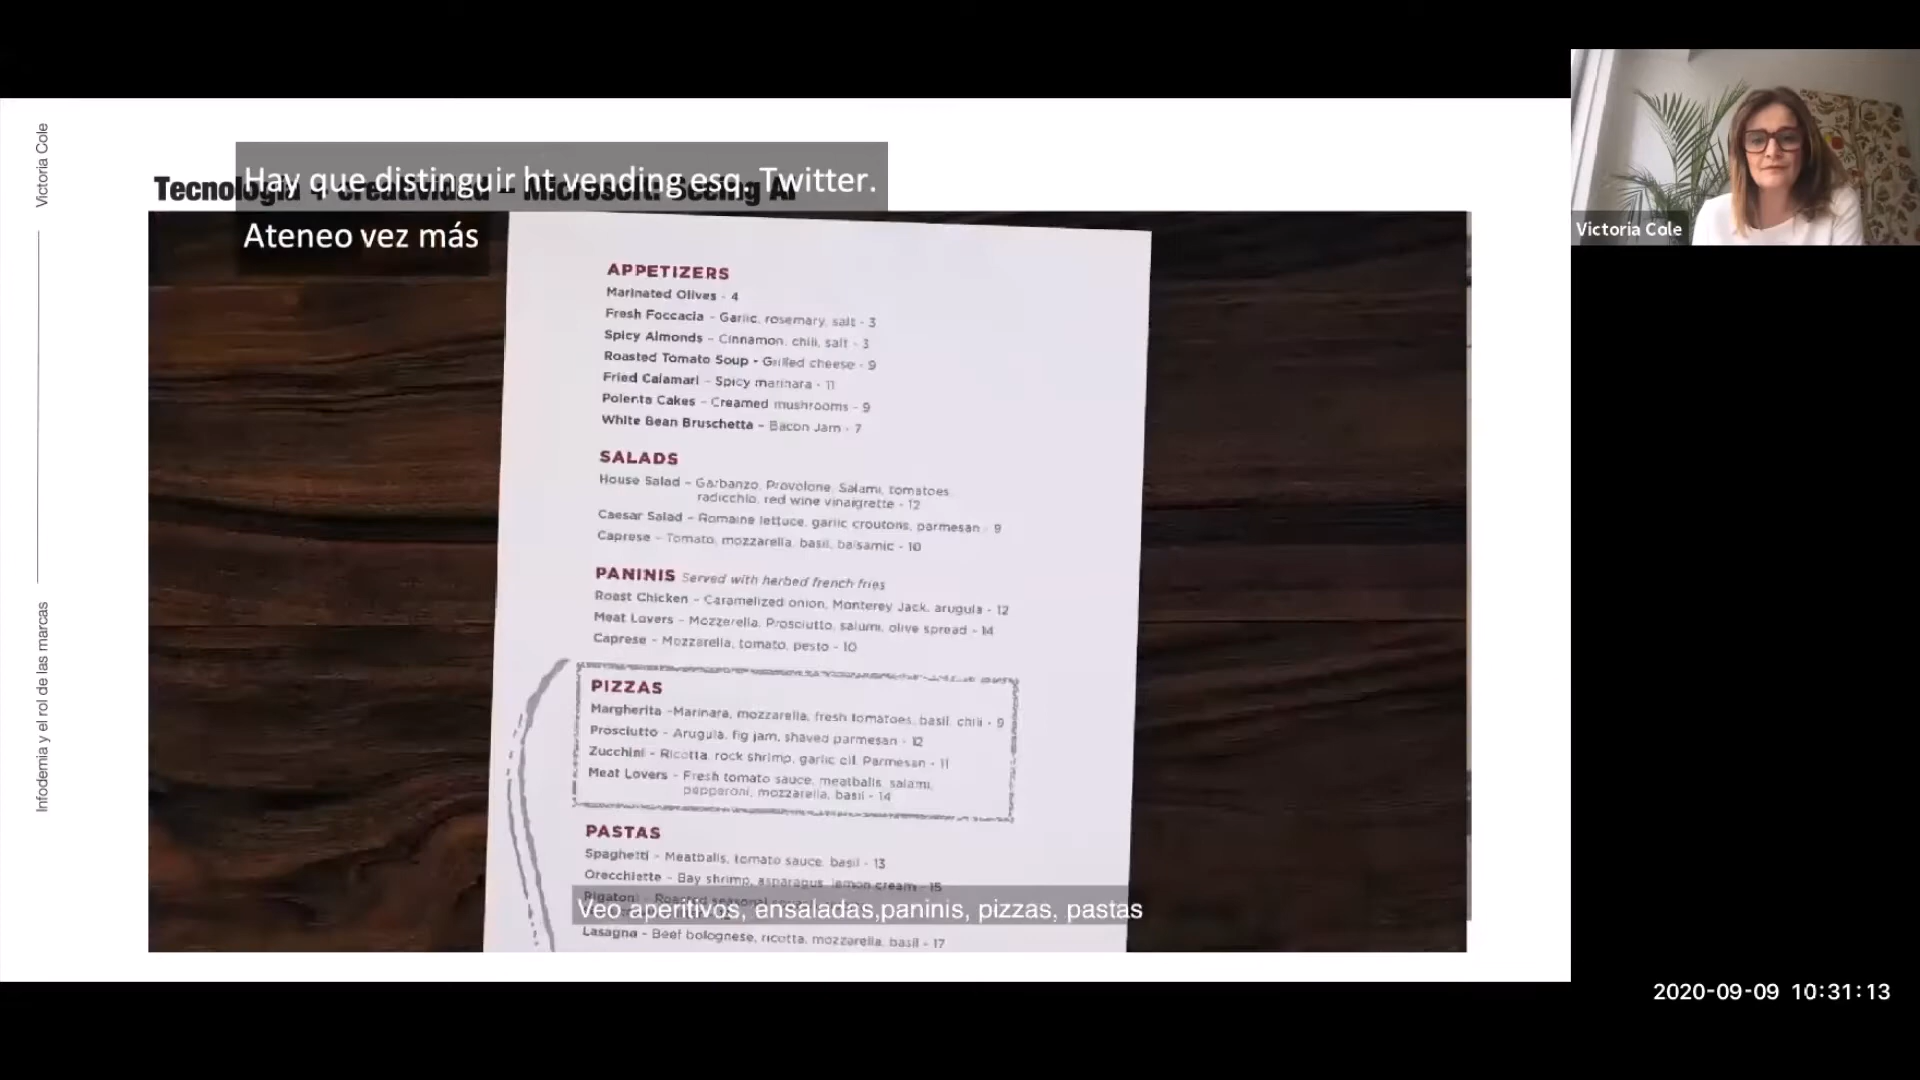 Victoria Cole
Infodemia y el rol de las marcas
Tecnología + creatividad – Microsoft: Seeing AI
Hay que distinguir ht vending esq. Twitter.
Ateneo vez más
APPETIZERS
Marinated Olives - 4
Fresh Foccacia - Garlic, rosemary, salt - 3
Spicy Almonds - Cinnamon, chili, salt - 3
Roasted Tomato Soup - Grilled cheese - 9
Fried Calamari - Spicy marinara - 11
Polenta Cakes - Creamed mushrooms - 9
White Bean Bruschetta - Bacon Jam - 7
SALADS
House Salad - Garbanzo, Provolone, Salami, tomatoes,
radicchio, red wine vinaigrette - 12
Caesar Salad - Romaine lettuce, garlic croutons, parmesan - 9
Caprese - Tomato, mozzarella, basil, balsamic - 10
PANINIS Served with herbed french fries
Roast Chicken - Caramelized onion, Monterey Jack, arugula - 12
Meat Lovers - Mozzerella, Prosciutto, salumi, olive spread - 14
Caprese - Mozzarella, tomato, pesto - 10
PIZZAS
Margherita -Marinara, mozzarella, fresh tomatoes, basil, chili - 9
Prosciutto - Arugula, fig jam, shaved parmesan - 12
Zucchini - Ricotta, rock shrimp, garlic oil, Parmesan - 11
Meat Lovers - Fresh tomato sauce, meatballs, salami,
pepperoni, mozzarella, basil - 14
PASTAS
Spaghetti - Meatballs, tomato sauce, basil - 13
Orecchiette - Bay shrimp, asparagus, lemon cream - 15
Rigatoni - Roasted seasonal
Veo aperitivos, ensaladas,paninis, pizzas, pastas
Lasagna - Beef bolognese, ricotta, mozzarella, basil - 17
Victoria Cole
2020-09-09 10:31:13